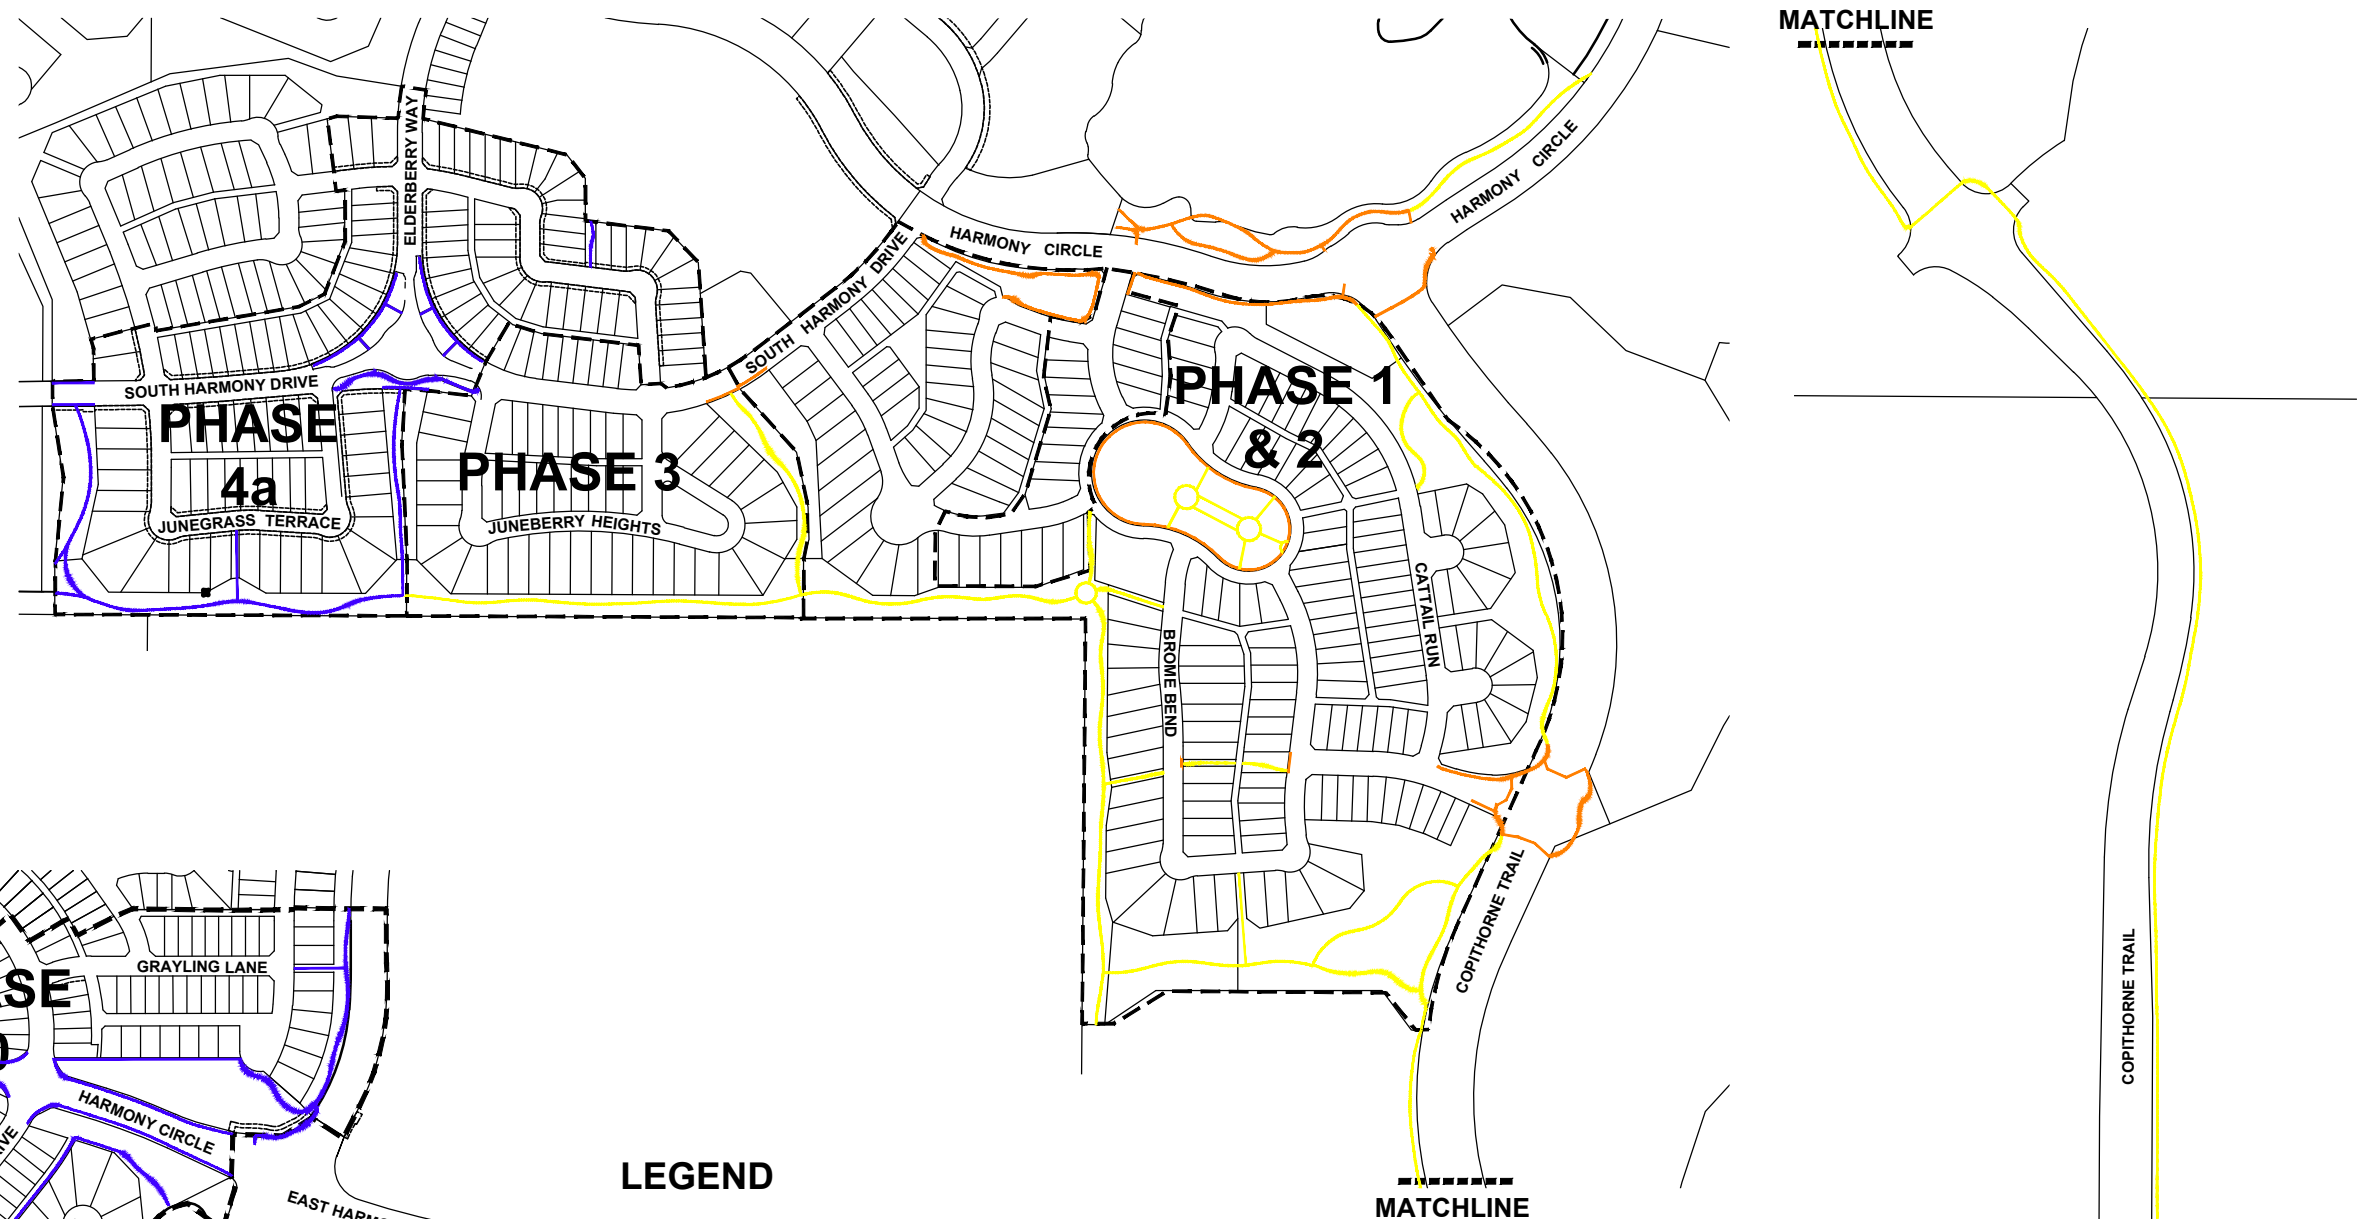 MATCHLINE
ELDERBERRY WAY
HARMONY CIRCLE
HARMONY CIRCLE
SOUTH HARMONY DRIVE
SOUTH HARMONY DRIVE
PHASE
4a
JUNEGRASS TERRACE
PHASE 3
JUNEBERRY HEIGHTS
PHASE 1
& 2
CATTAIL RUN
BROME BEND
COPITHORNE TRAIL
COPITHORNE TRAIL
GRAYLING LANE
HARMONY CIRCLE
EAST HARM
LEGEND
MATCHLINE